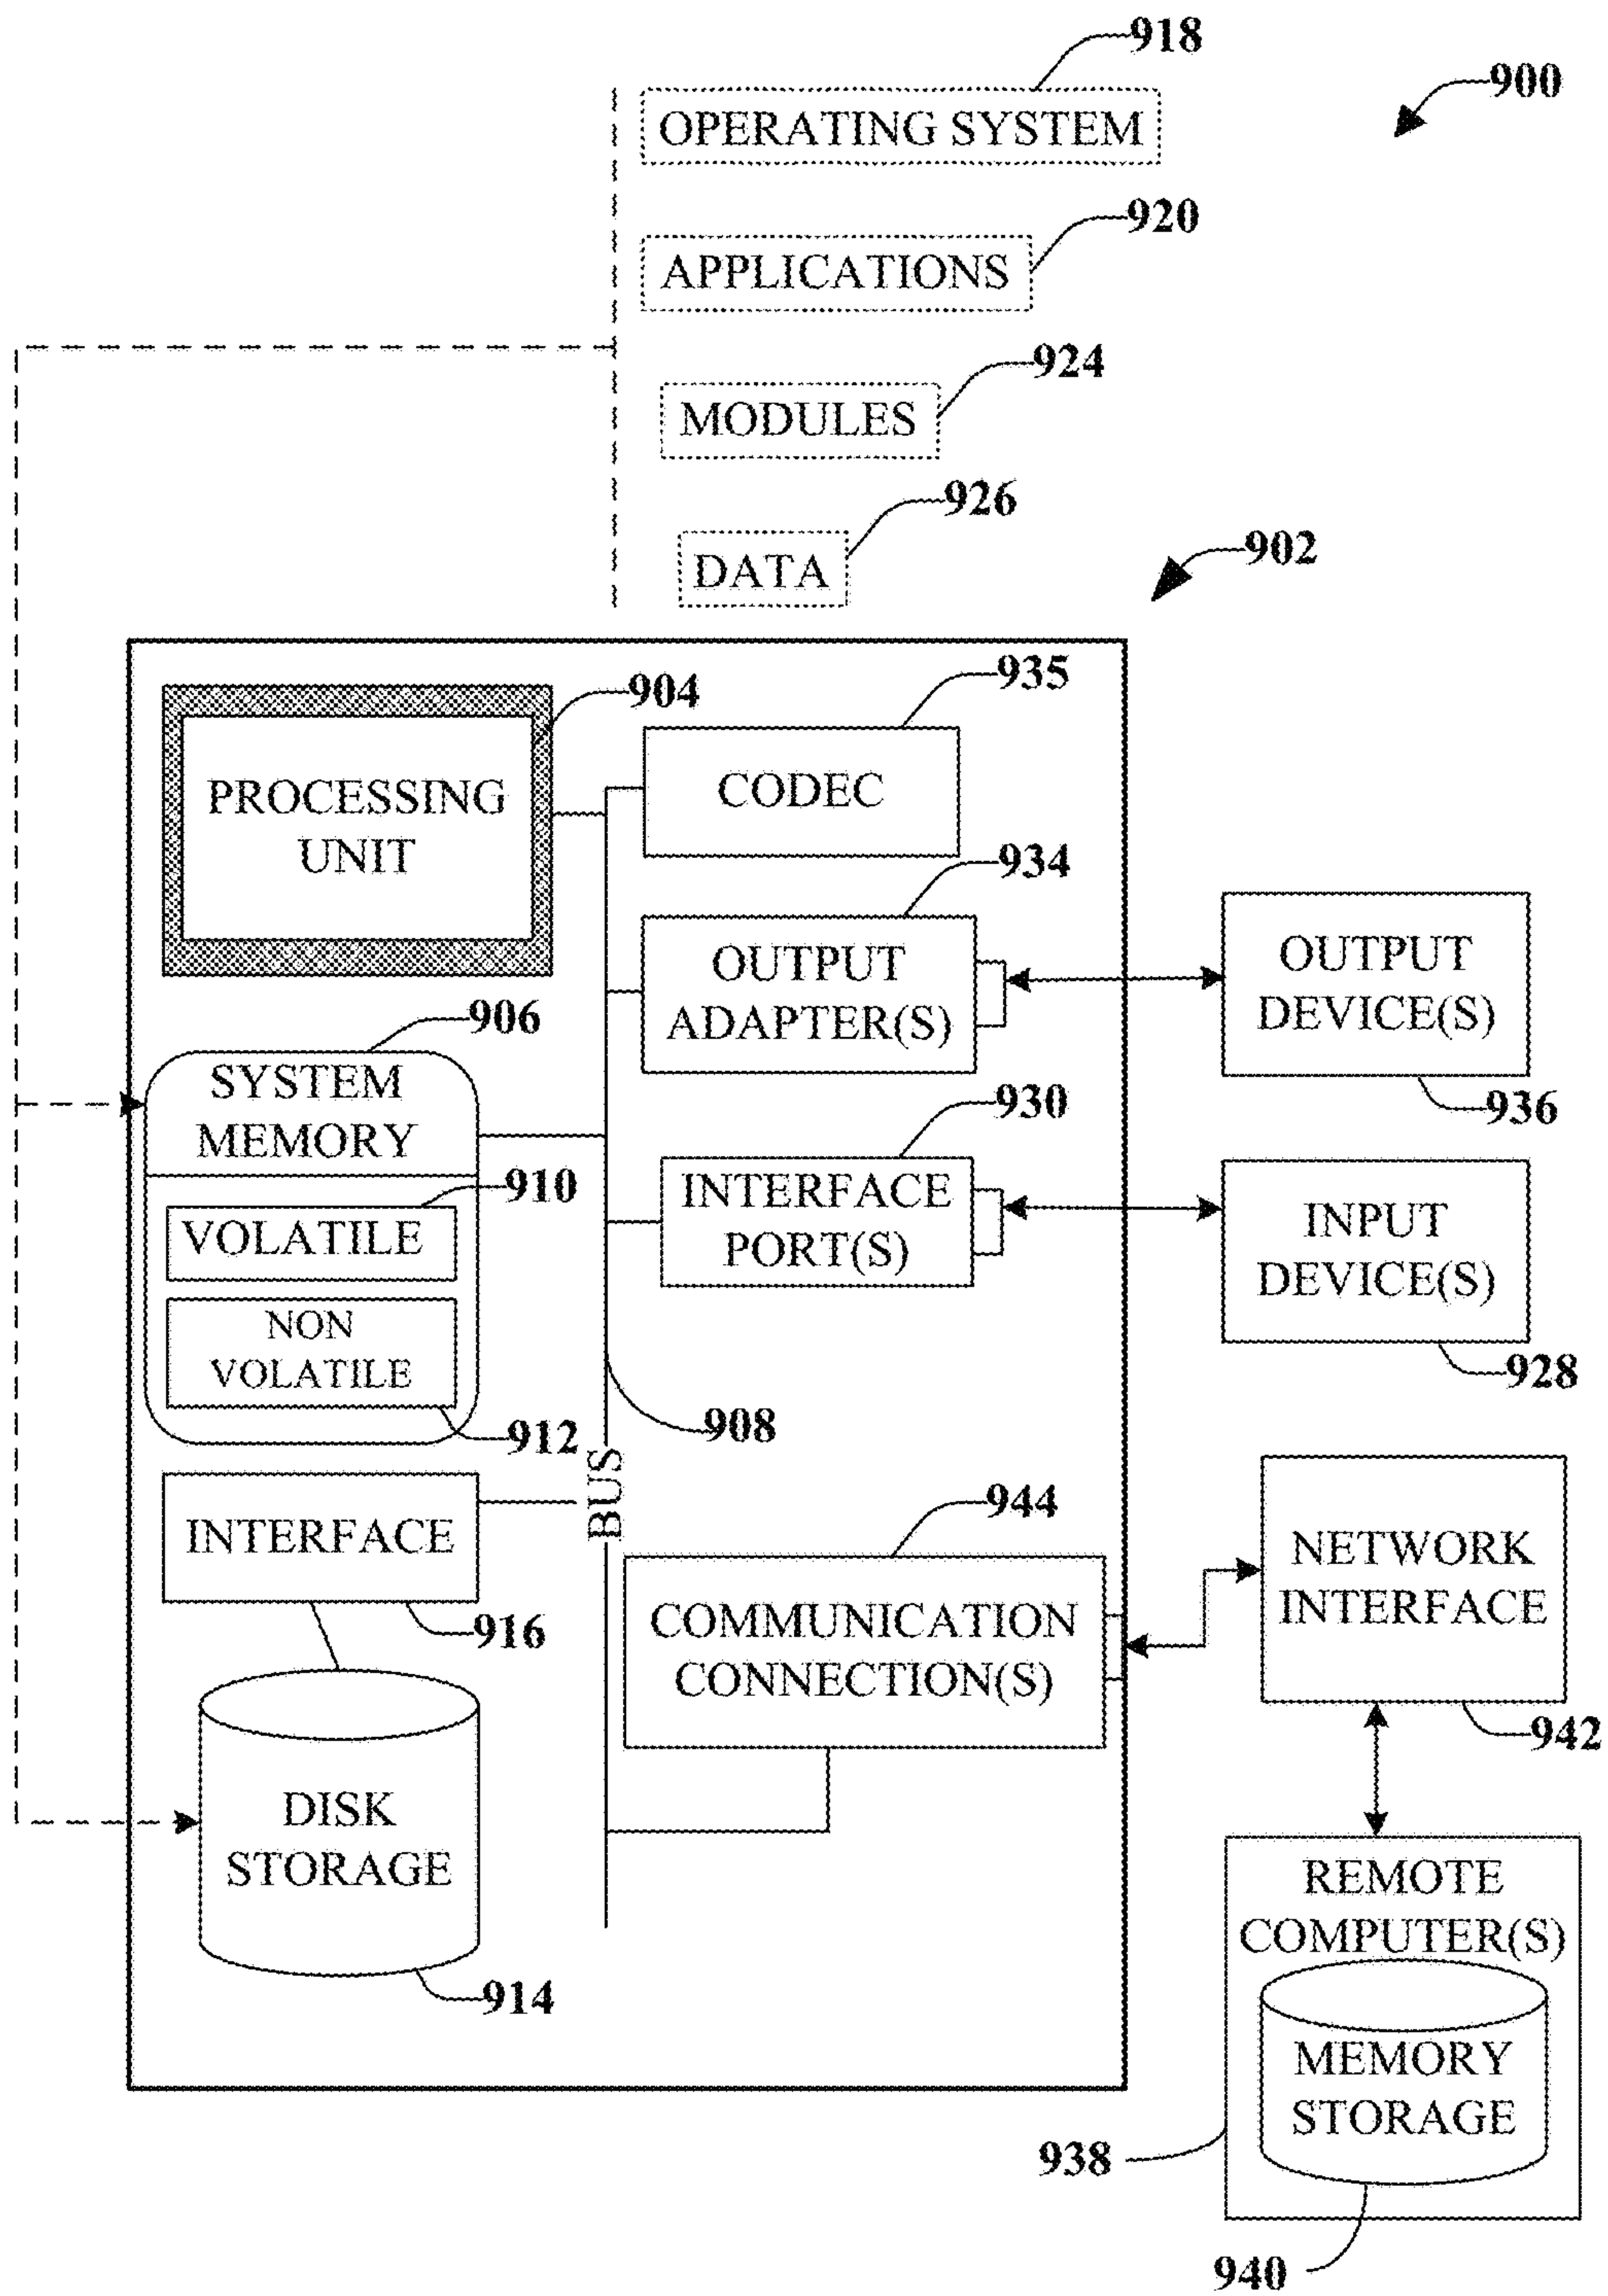 918
900
OPERATING SYSTEM
920
APPLICATIONS
924
MODULES
926
DATA
902
904
PROCESSING
UNIT
935
CODEC
934
OUTPUT
ADAPTER(S)
OUTPUT
DEVICE(S)
936
906
SYSTEM
MEMORY
910
VOLATILE
NON
VOLATILE
912
930
INTERFACE
PORT(S)
INPUT
DEVICE(S)
928
908
BUS
INTERFACE
916
944
COMMUNICATION
CONNECTION(S)
NETWORK
INTERFACE
942
DISK
STORAGE
914
REMOTE
COMPUTER(S)
MEMORY
STORAGE
938
940